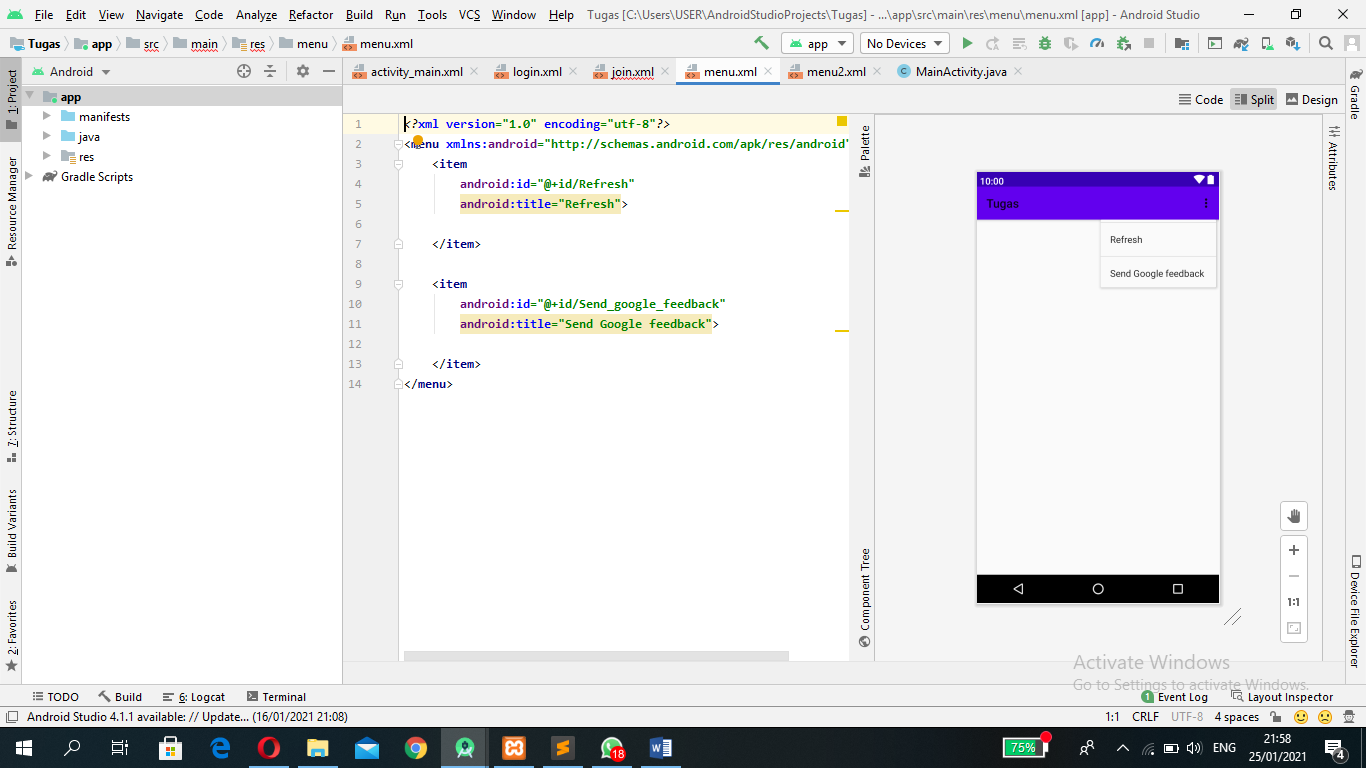 File Edit View Navigate Code Analyze Refactor Build Run Tools VCS Window Help Tugas [C:\Users\USER\AndroidStudioProjects\Tugas] - ...\app\src\main\res\menu\menu.xml [app] - Android Studio
Tugas app src main res menu menu.xml app No Devices
Android activity_main.xml login.xml join.xml menu.xml menu2.xml MainActivity.java
Code Split Design
1: Project
Resource Manager
7: Structure
Build Variants
2: Favorites
app
manifests
java
res
Gradle Scripts
1 <?xml version="1.0" encoding="utf-8"?>
2 <menu xmlns:android="http://schemas.android.com/apk/res/android"
3 <item
4 android:id="@+id/Refresh"
5 android:title="Refresh">
6
7 </item>
8
9 <item
10 android:id="@+id/Send_google_feedback"
11 android:title="Send Google feedback">
12
13 </item>
14 </menu>
Palette
Component Tree
10:00
Tugas
Refresh
Send Google feedback
1:1
Gradle
Attributes
Device File Explorer
Activate Windows
Go to Settings to activate Windows.
TODO Build 6: Logcat Terminal 1 Event Log Layout Inspector
Android Studio 4.1.1 available: // Update... (16/01/2021 21:08) 1:1 CRLF UTF-8 4 spaces
18 75% ENG 21:58
25/01/2021 4